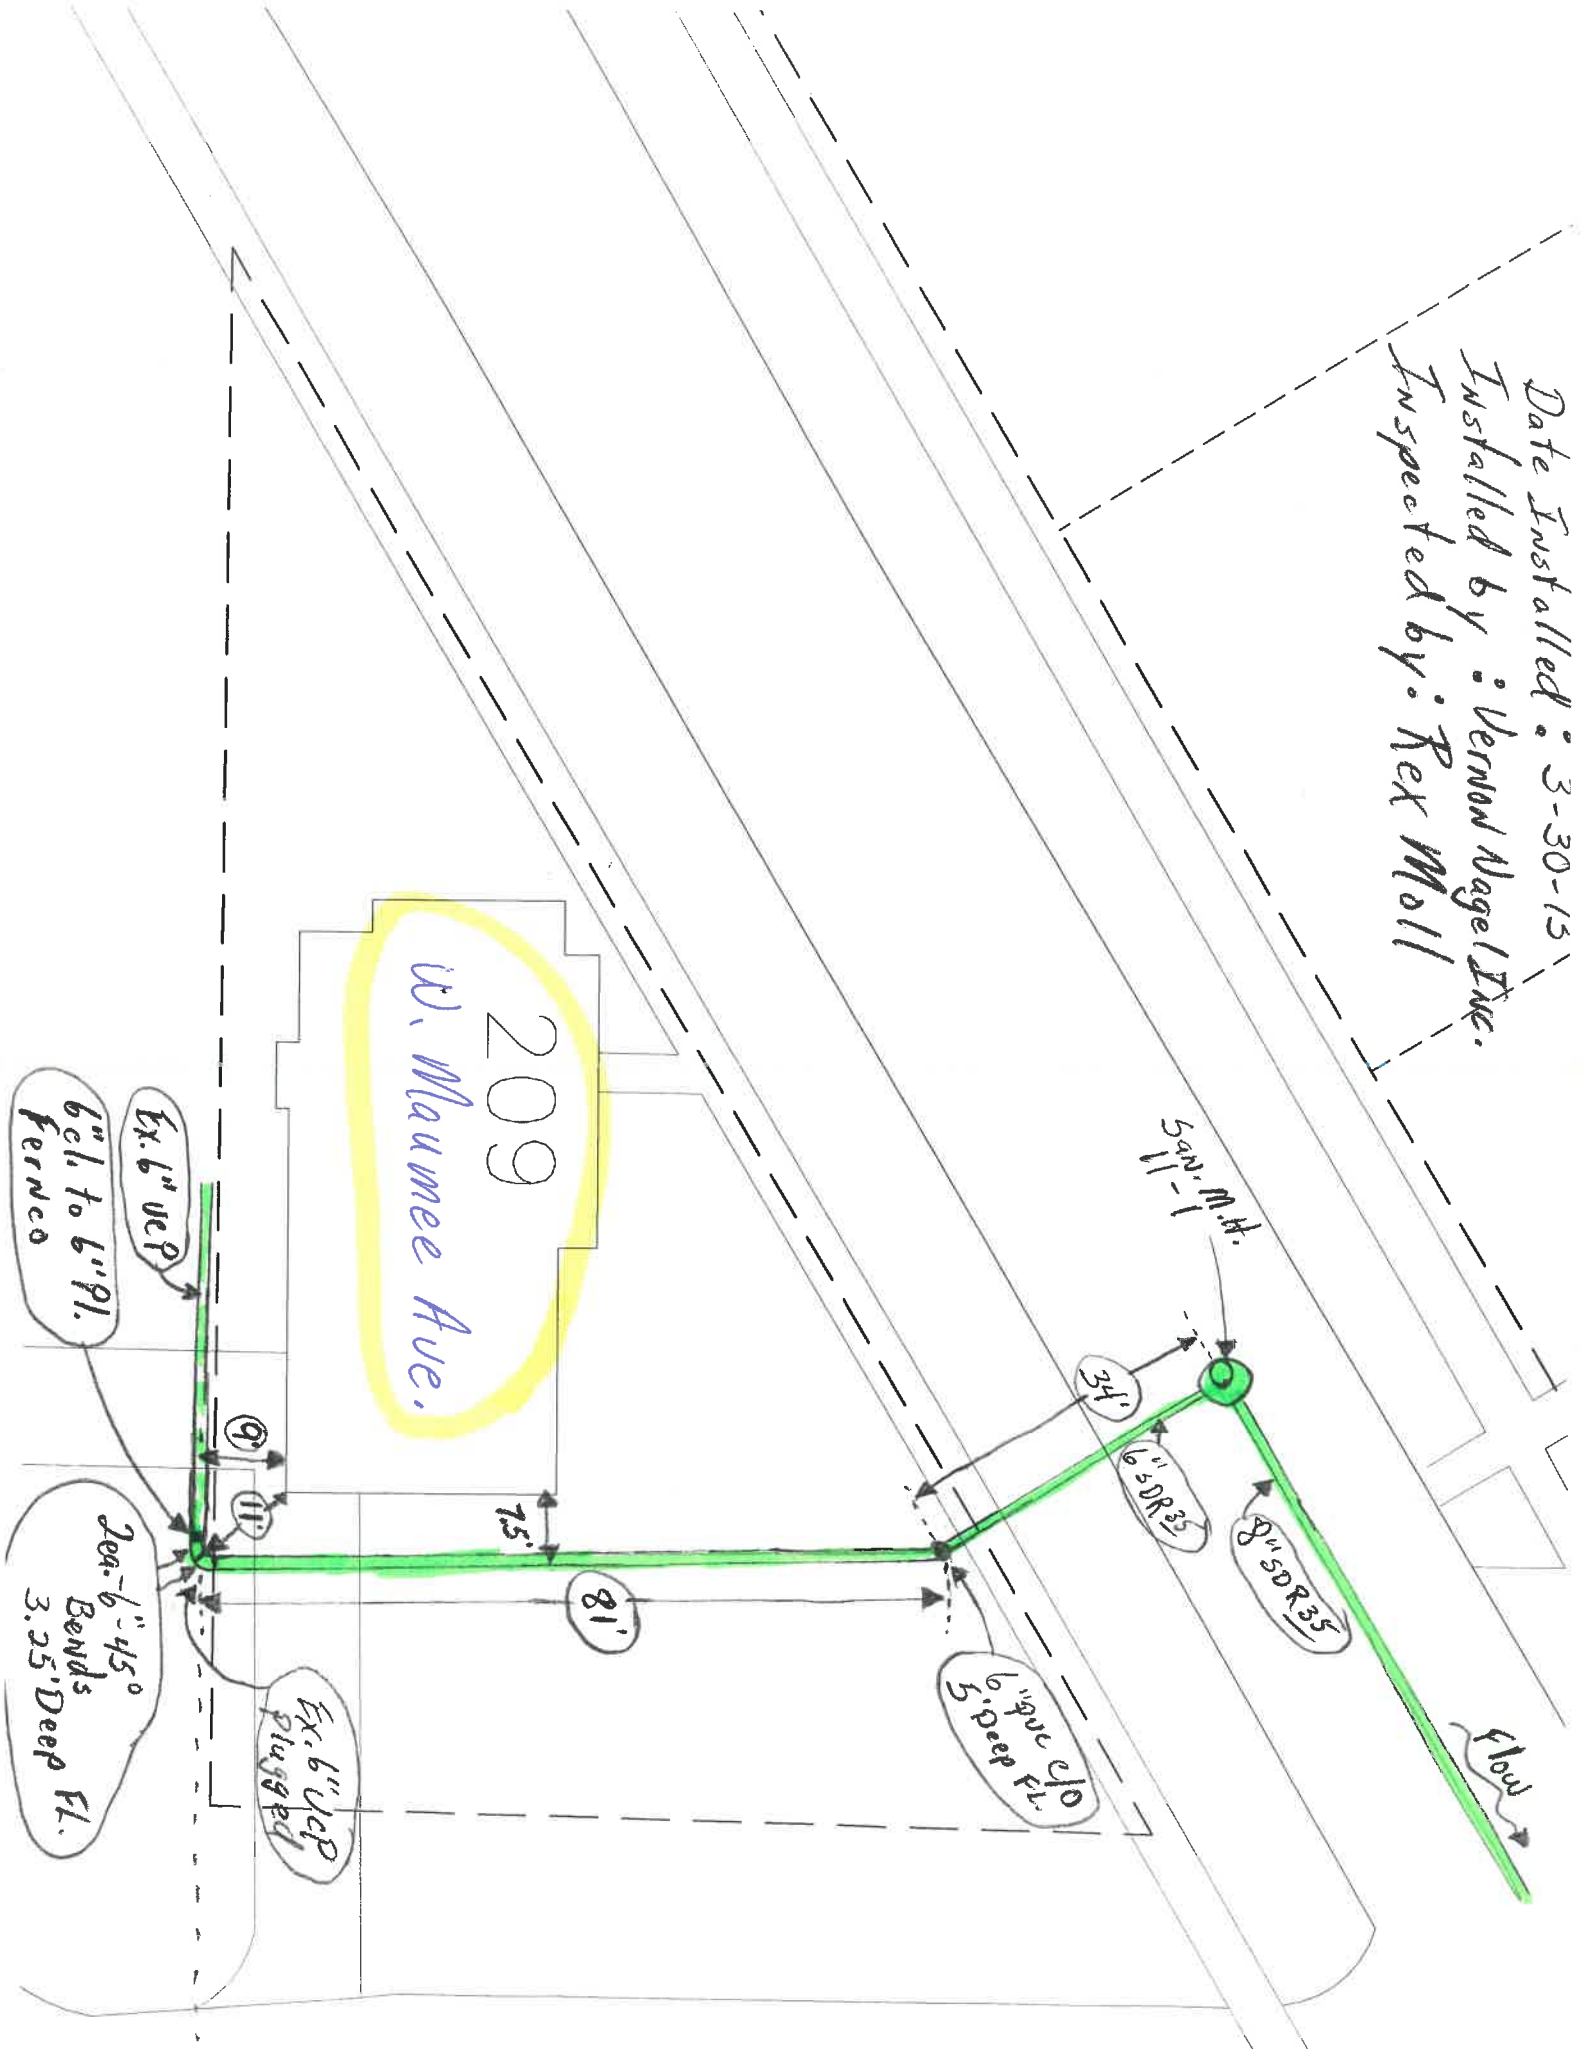 Date Installed : 3-30-15
Installed by : Vernon Nagel Inc.
Inspected by : Rex Moll
Flow
San. M.H.
11-1
8" SDR35
6" SDR35
34'
6" PVC C/O
5' Deep FL.
209
W. Maumee Ave.
7.5'
81'
9'
11'
Ex. 6" VCP
6" cl. to 6" Pl.
Fernco
Ex. 6" VCP
Plugged
2ea. - 6" - 45°
Bends
3.25' Deep FL.